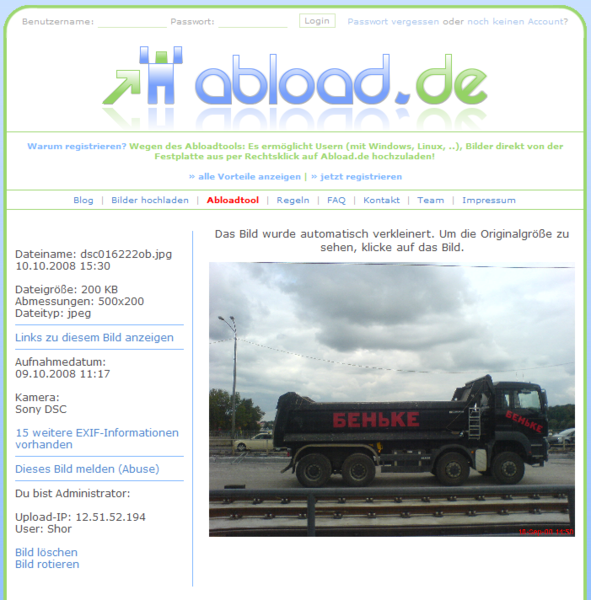 Benutzername: Passwort: Login Passwort vergessen oder noch keinen Account?
abload.de
Warum registrieren? Wegen des Abloadtools: Es ermöglicht Usern (mit Windows, Linux, ..), Bilder direkt von der
Festplatte aus per Rechtsklick auf Abload.de hochzuladen!
» alle Vorteile anzeigen | » jetzt registrieren
Blog | Bilder hochladen | Abloadtool | Regeln | FAQ | Kontakt | Team | Impressum
Das Bild wurde automatisch verkleinert. Um die Originalgröße zu
sehen, klicke auf das Bild.
Dateiname: dsc016222ob.jpg
10.10.2008 15:30
Dateigröße: 200 KB
Abmessungen: 500x200
Dateityp: jpeg
Links zu diesem Bild anzeigen
Aufnahmedatum:
09.10.2008 11:17
Kamera:
Sony DSC
15 weitere EXIF-Informationen
vorhanden
Dieses Bild melden (Abuse)
Du bist Administrator:
Upload-IP: 12.51.52.194
User: Shor
Bild löschen
Bild rotieren
БЕНЬКЕ
БЕНЬКЕ